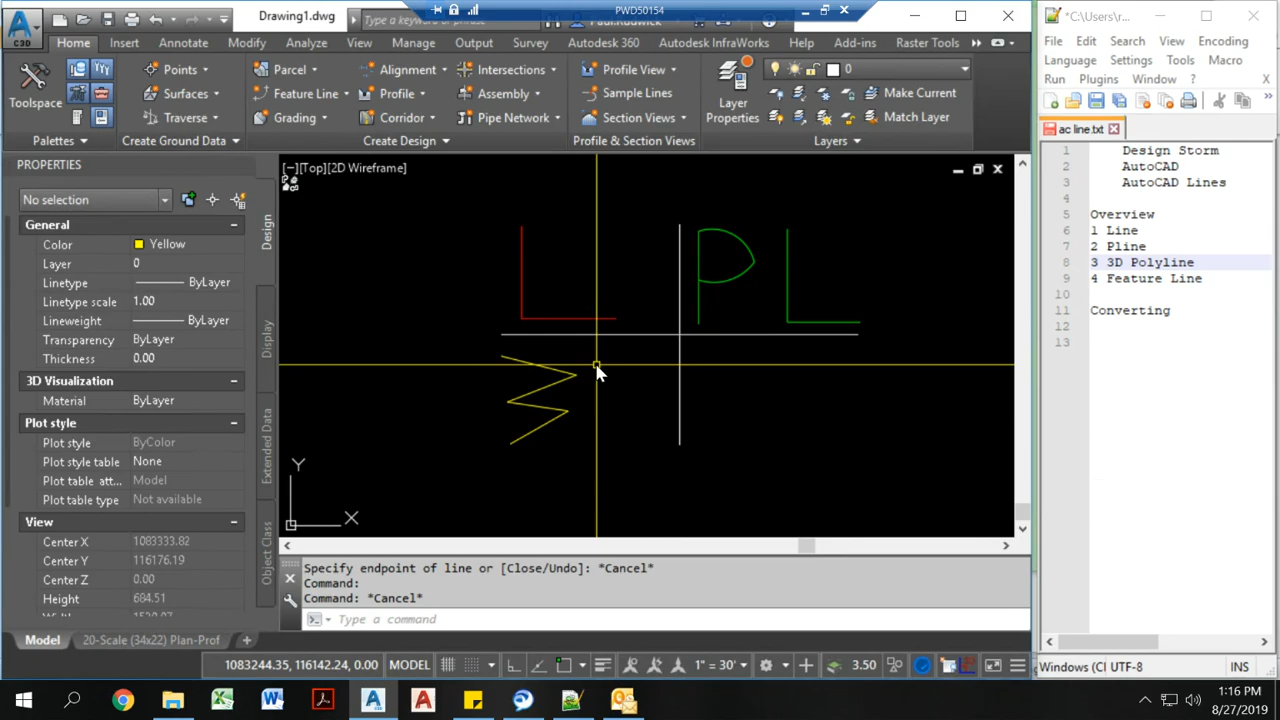 PWD50154
Drawing1.dwg
Type a keyword or phrase
Paul.Rudwick
C3D
Home Insert Annotate Modify Analyze View Manage Output Survey Autodesk 360 Autodesk InfraWorks Help Add-ins Raster Tools
Toolspace
Points
Surfaces
Traverse
Parcel
Feature Line
Grading
Alignment
Profile
Corridor
Intersections
Assembly
Pipe Network
Profile View
Sample Lines
Section Views
Layer Properties
0
Make Current
Match Layer
Palettes
Create Ground Data
Create Design
Profile & Section Views
Layers
PROPERTIES
No selection
General
Color Yellow
Layer 0
Linetype ByLayer
Linetype scale 1.00
Lineweight ByLayer
Transparency ByLayer
Thickness 0.00
3D Visualization
Material ByLayer
Plot style
Plot style ByColor
Plot style table None
Plot table att... Model
Plot table type Not available
View
Center X 1083333.82
Center Y 116176.19
Center Z 0.00
Height 684.51
Design
Display
Extended Data
Object Class
[−][Top][2D Wireframe]
L
PL
Y
X
Specify endpoint of line or [Close/Undo]: *Cancel*
Command:
Command: *Cancel*
Type a command
Model 20-Scale (34x22) Plan-Prof +
1083244.35, 116142.24, 0.00 MODEL 1" = 30' 3.50
*C:\Users\r...
File Edit Search View Encoding
Language Settings Tools Macro
Run Plugins Window ? X
ac line.txt
1 Design Storm
2 AutoCAD
3 AutoCAD Lines
4
5 Overview
6 1 Line
7 2 Pline
8 3 3D Polyline
9 4 Feature Line
10
11 Converting
12
13
Windows (CI UTF-8 INS
1:16 PM
8/27/2019